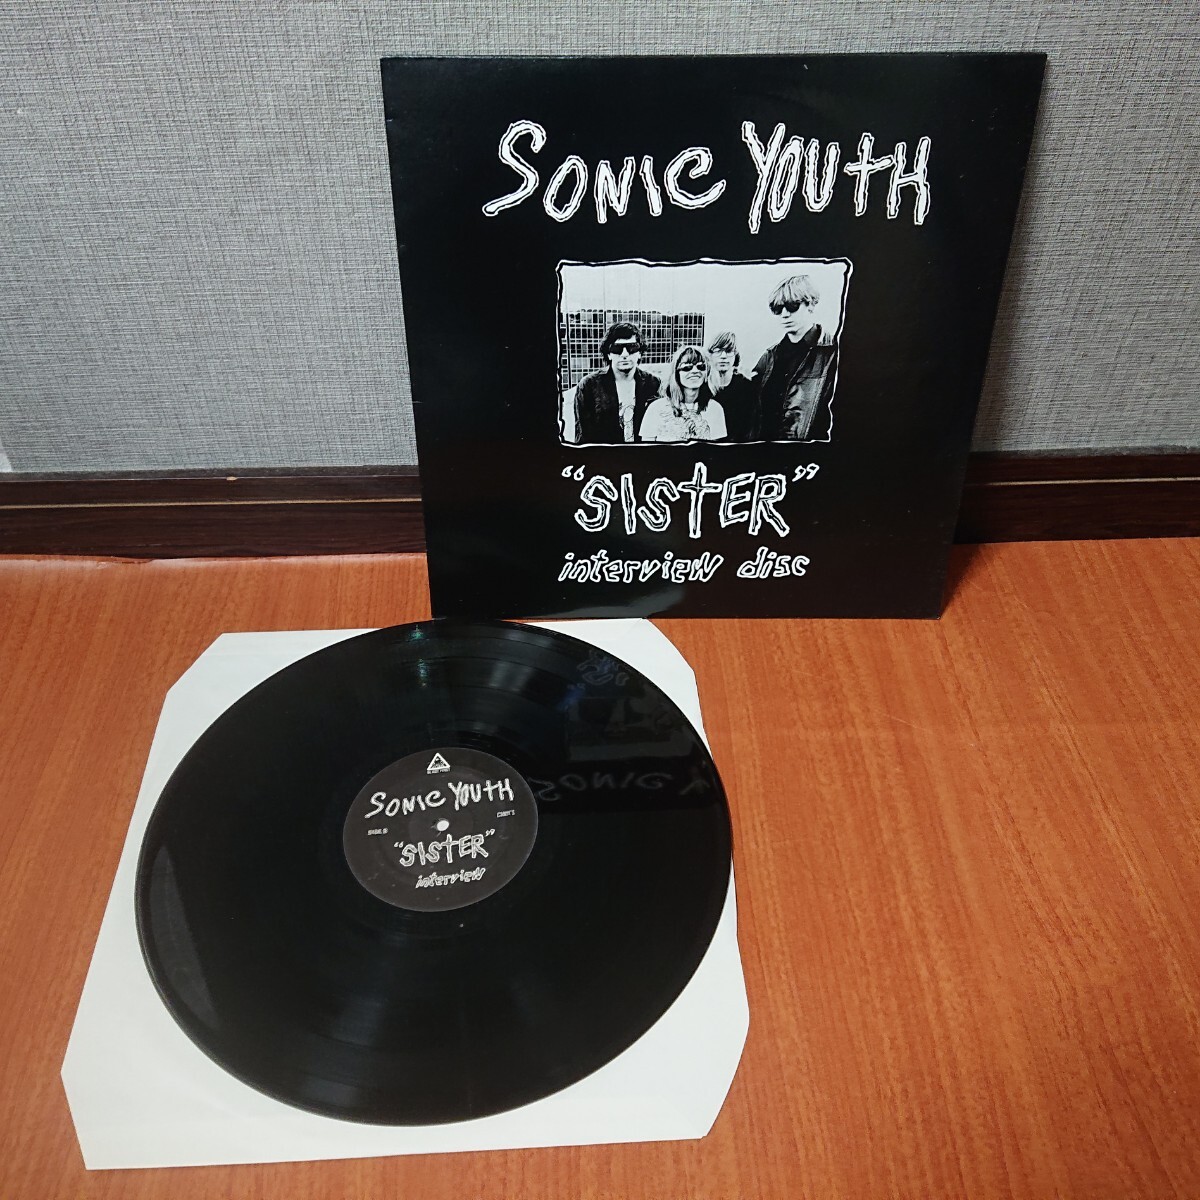 SONIC YOUTH
“SISTER”
interview disc
SONIC YOUTH
“SISTER”
interview